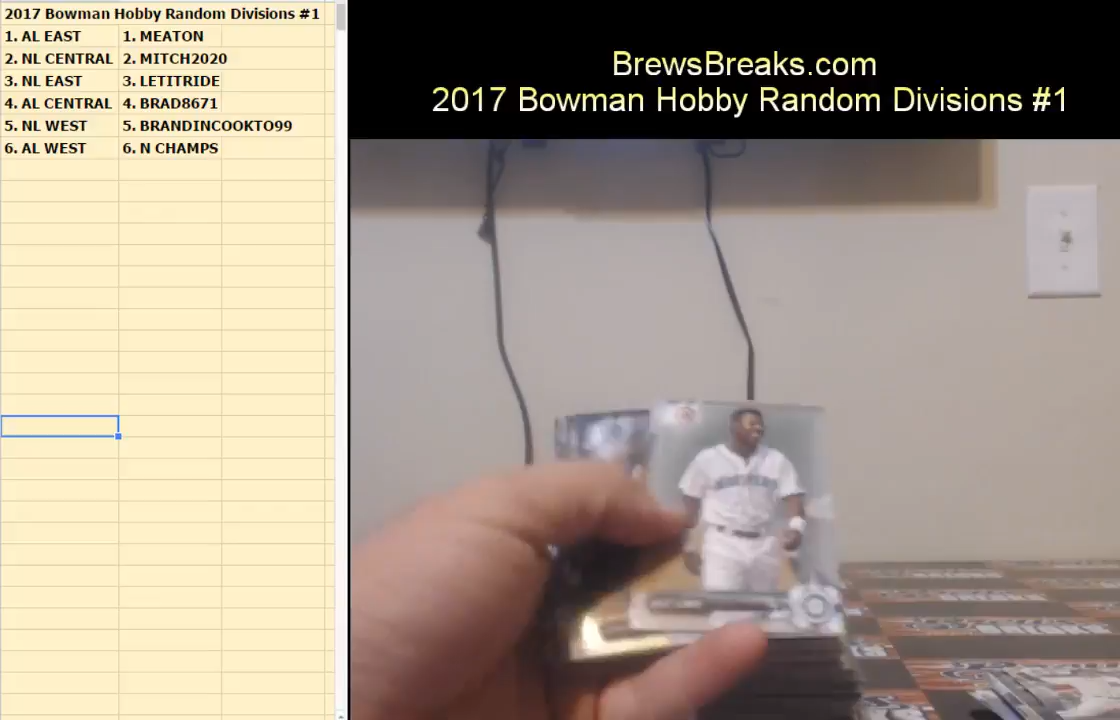 2017 Bowman Hobby Random Divisions #1
1. AL EAST 1. MEATON
2. NL CENTRAL 2. MITCH2020
3. NL EAST 3. LETITRIDE
4. AL CENTRAL 4. BRAD8671
5. NL WEST 5. BRANDINCOOKTO99
6. AL WEST 6. N CHAMPS
BrewsBreaks.com
2017 Bowman Hobby Random Divisions #1